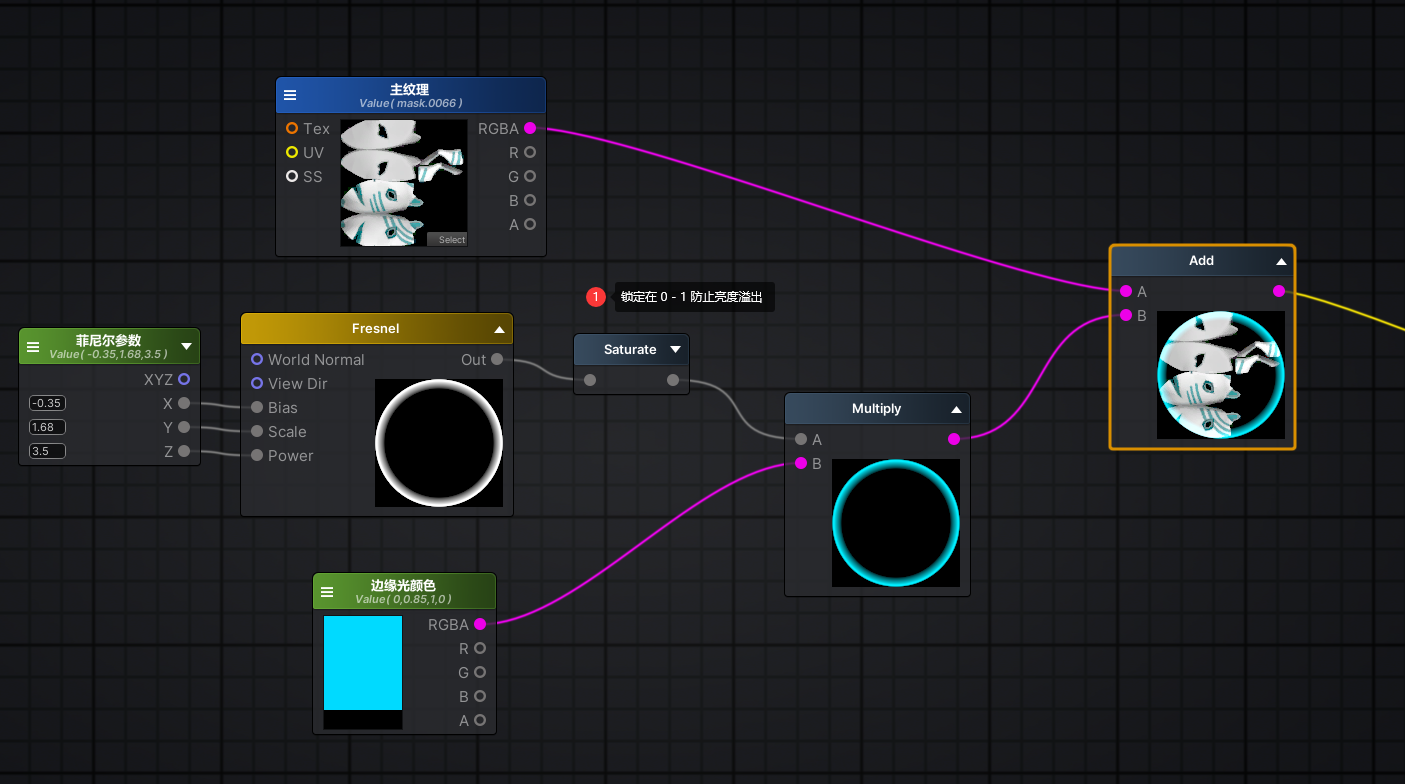 主纹理
Value( mask.0066 )
Tex
RGBA
UV
R
SS
G
B
A
Select
1
锁定在 0 - 1 防止亮度溢出
菲尼尔参数
Value( -0.35,1.68,3.5 )
XYZ
-0.35
X
1.68
Y
3.5
Z
Fresnel
World Normal
Out
View Dir
Bias
Scale
Power
Saturate
Multiply
A
B
Add
A
B
边缘光颜色
Value( 0,0.85,1,0 )
RGBA
R
G
B
A